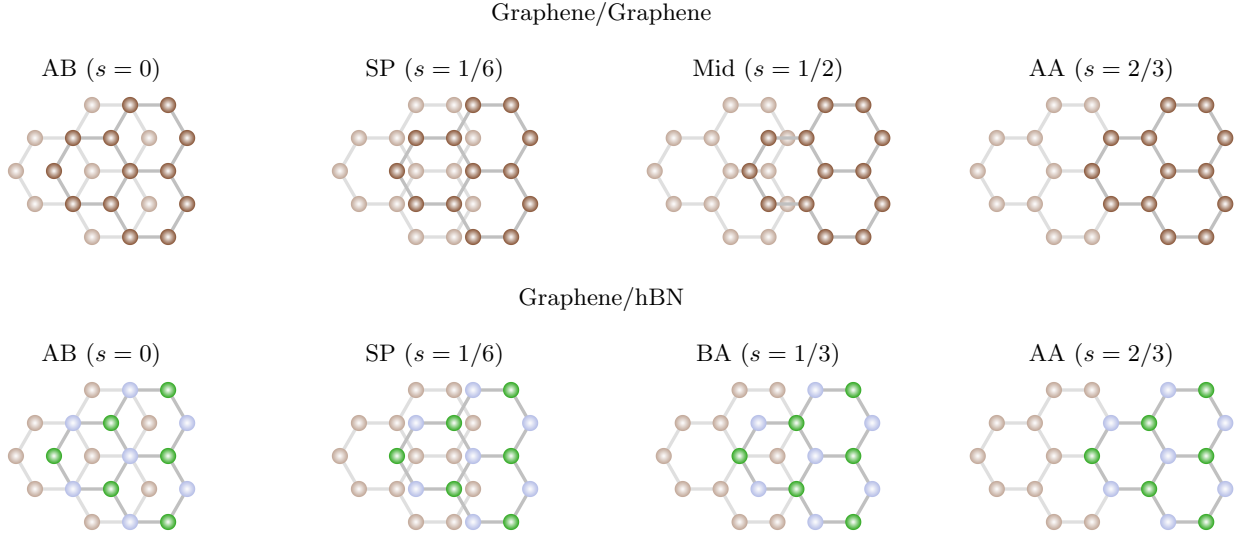 Graphene/Graphene
AB (s = 0)
SP (s = 1/6)
Mid (s = 1/2)
AA (s = 2/3)
Graphene/hBN
AB (s = 0)
SP (s = 1/6)
BA (s = 1/3)
AA (s = 2/3)